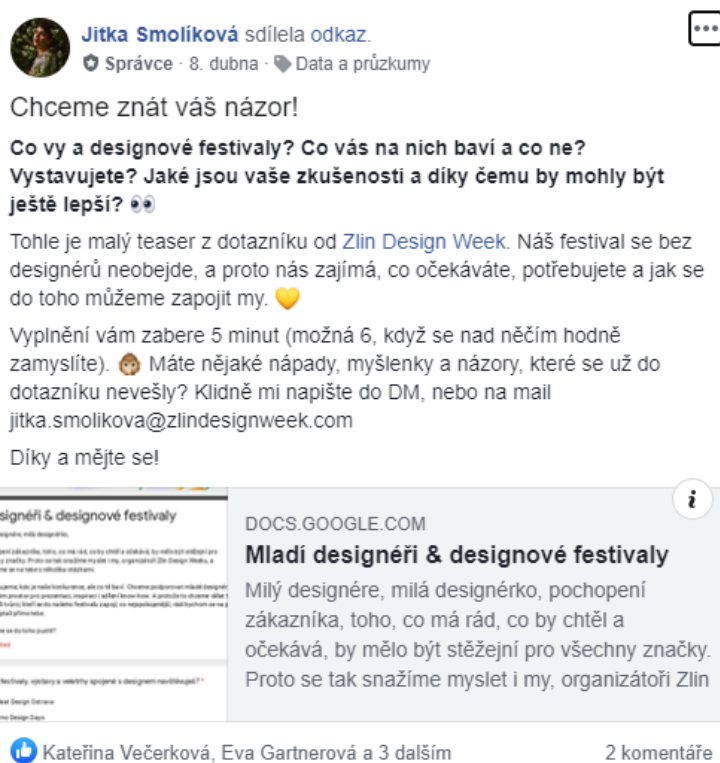 Jitka Smolíková sdílela odkaz.
Správce · 8. dubna · Data a průzkumy
Chceme znát váš názor!
Co vy a designové festivaly? Co vás na nich baví a co ne?
Vystavujete? Jaké jsou vaše zkušenosti a díky čemu by mohly být
ještě lepší? 👀
Tohle je malý teaser z dotazníku od Zlin Design Week. Náš festival se bez
designérů neobejde, a proto nás zajímá, co očekáváte, potřebujete a jak se
do toho můžeme zapojit my. 💛
Vyplnění vám zabere 5 minut (možná 6, když se nad něčím hodně
zamyslíte). 🙉 Máte nějaké nápady, myšlenky a názory, které se už do
dotazníku nevešly? Klidně mi napište do DM, nebo na mail
jitka.smolikova@zlindesignweek.com
Díky a mějte se!
signéři & designové festivaly
DOCS.GOOGLE.COM
Mladí designéři & designové festivaly
Milý designére, milá designérko, pochopení
zákazníka, toho, co má rád, co by chtěl a
očekává, by mělo být stěžejní pro všechny značky.
Proto se tak snažíme myslet i my, organizátoři Zlin
Kateřina Večerková, Eva Gartnerová a 3 dalším
2 komentáře